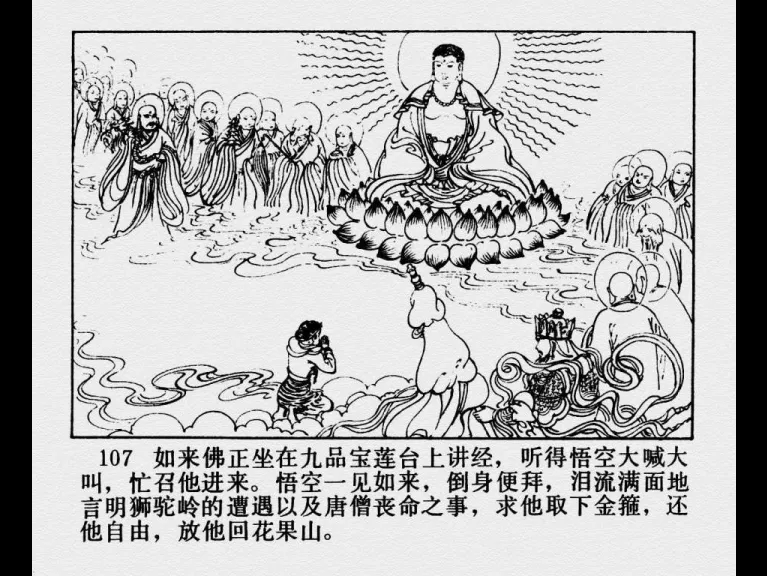 107 如来佛正坐在九品宝莲台上讲经，听得悟空大喊大
叫，忙召他进来。悟空一见如来，倒身便拜，泪流满面地
言明狮驼岭的遭遇以及唐僧丧命之事，求他取下金箍，还
他自由，放他回花果山。